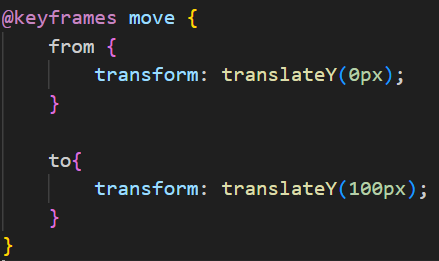 @keyframes move {
    from {
        transform: translateY(0px);
    }

    to{
        transform: translateY(100px);
    }
}